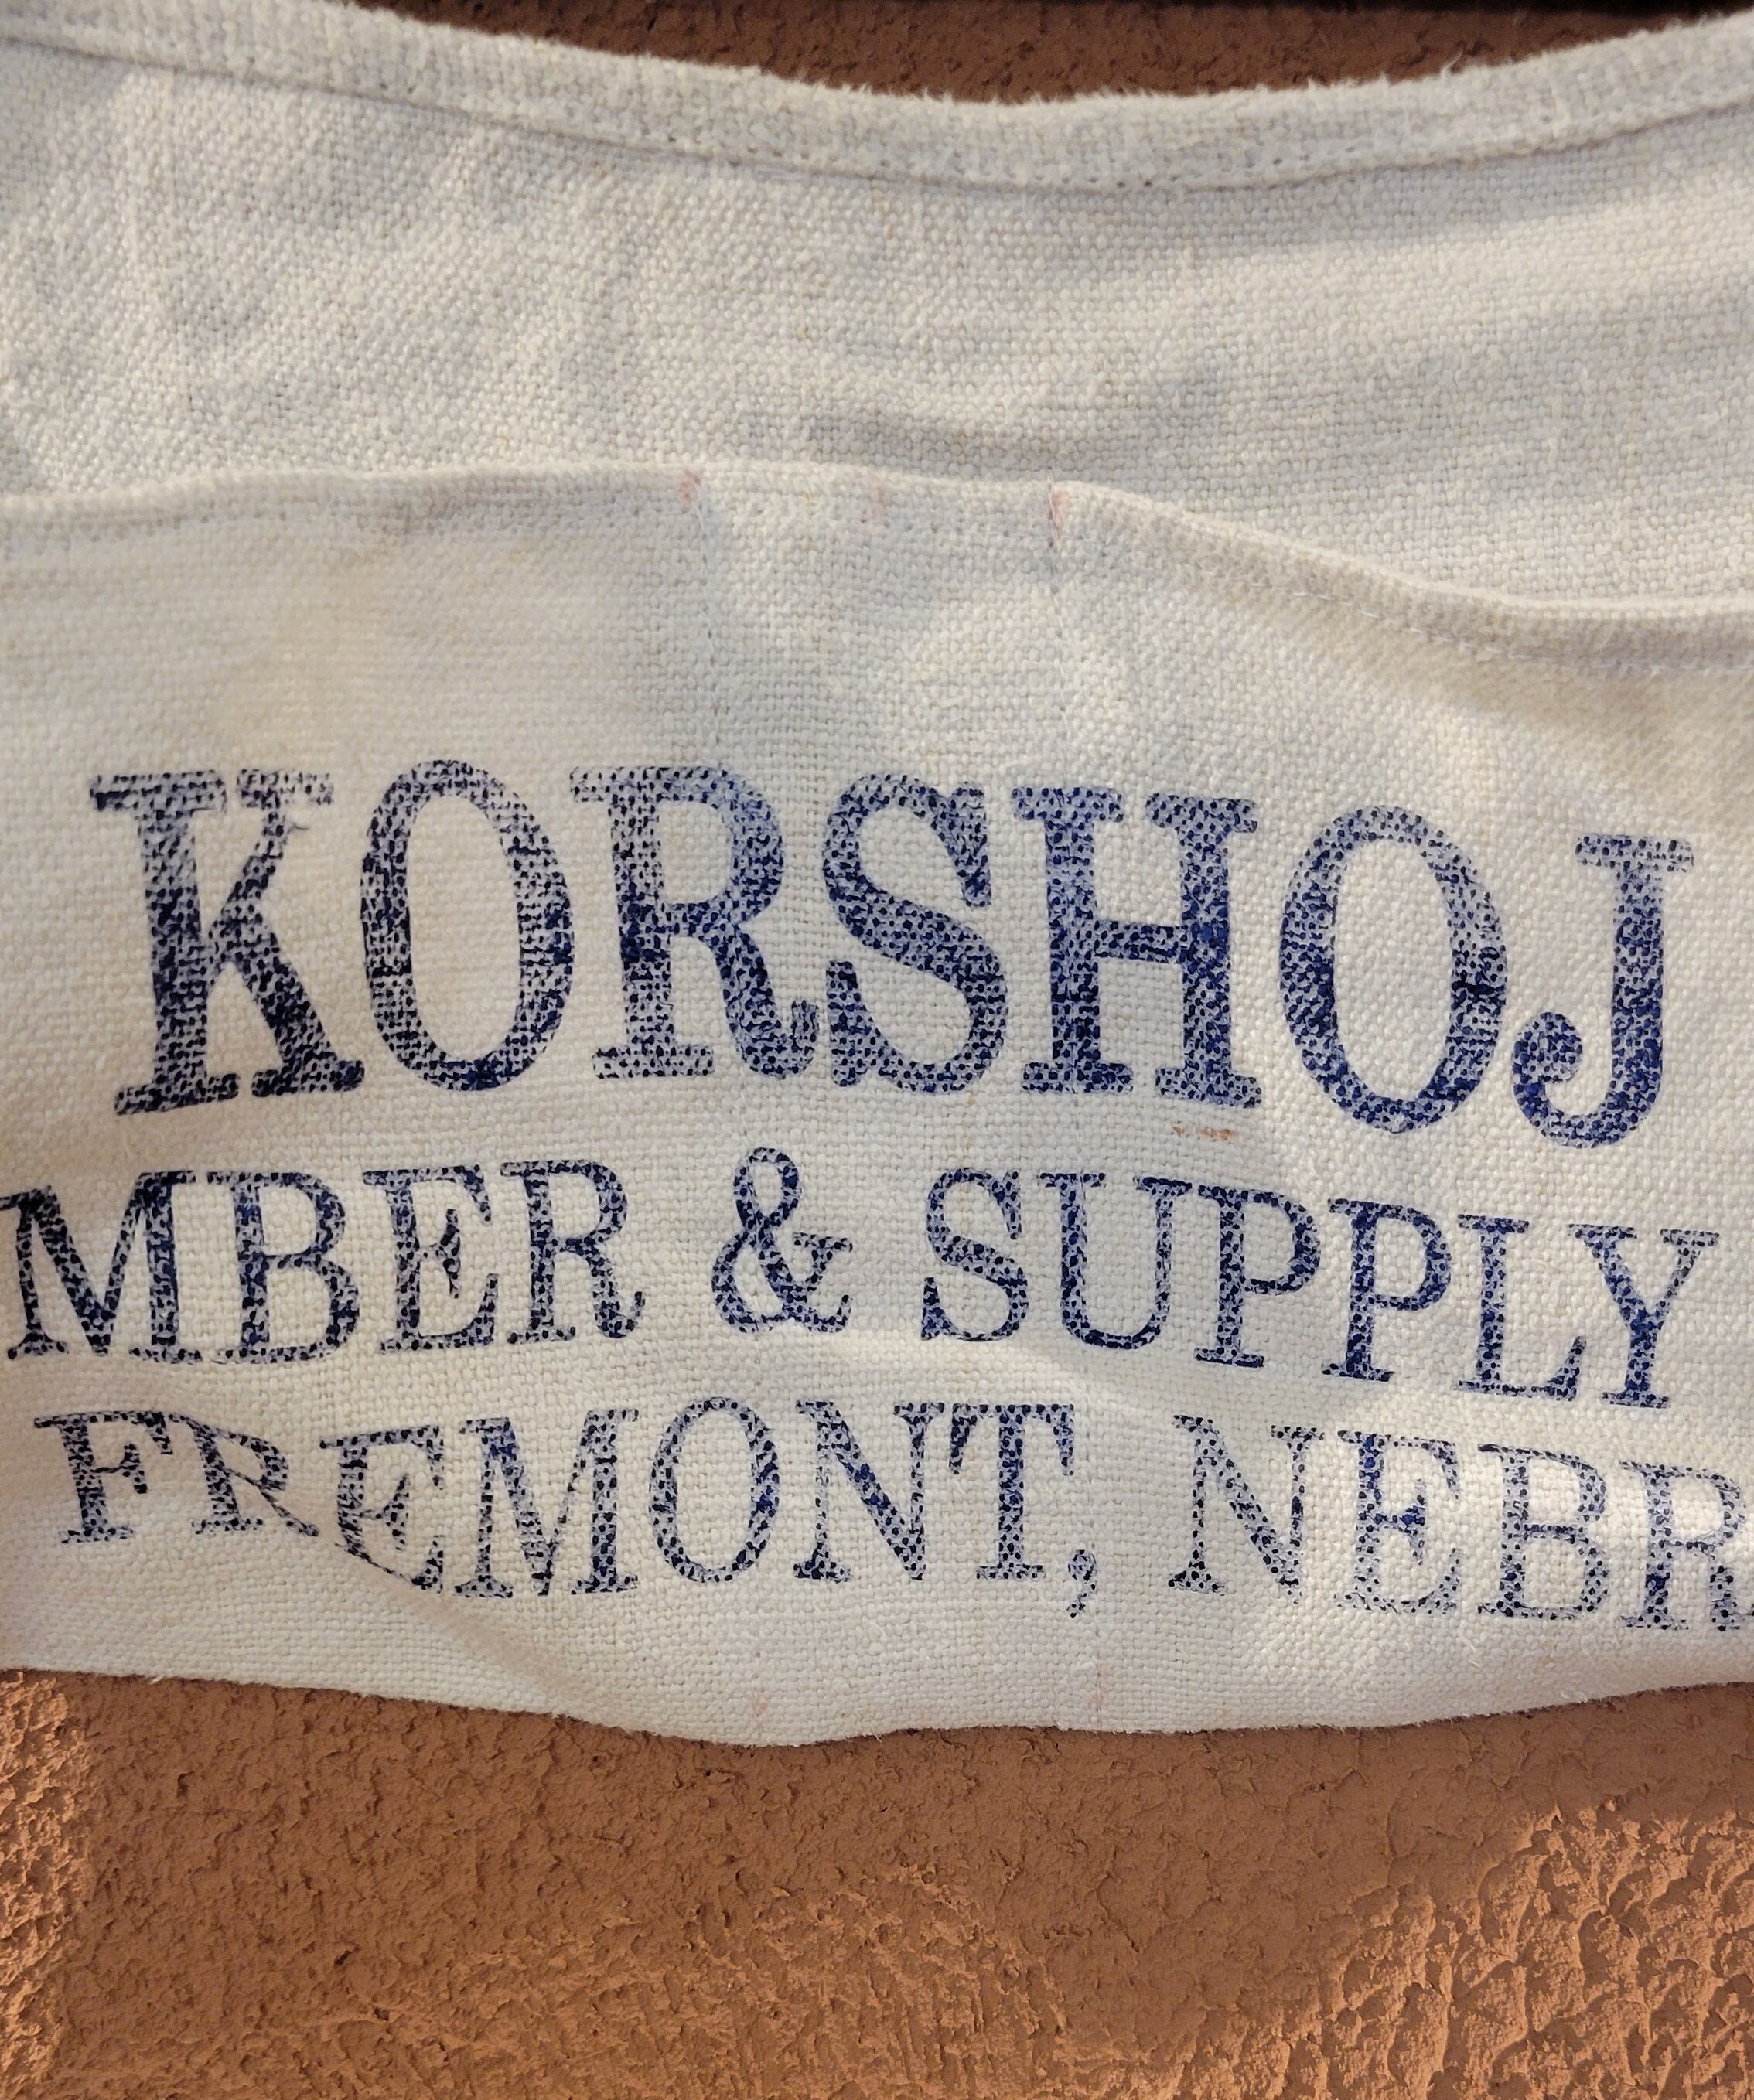 KORSHOJ
MBER & SUPPLY
FREMONT, NEBR